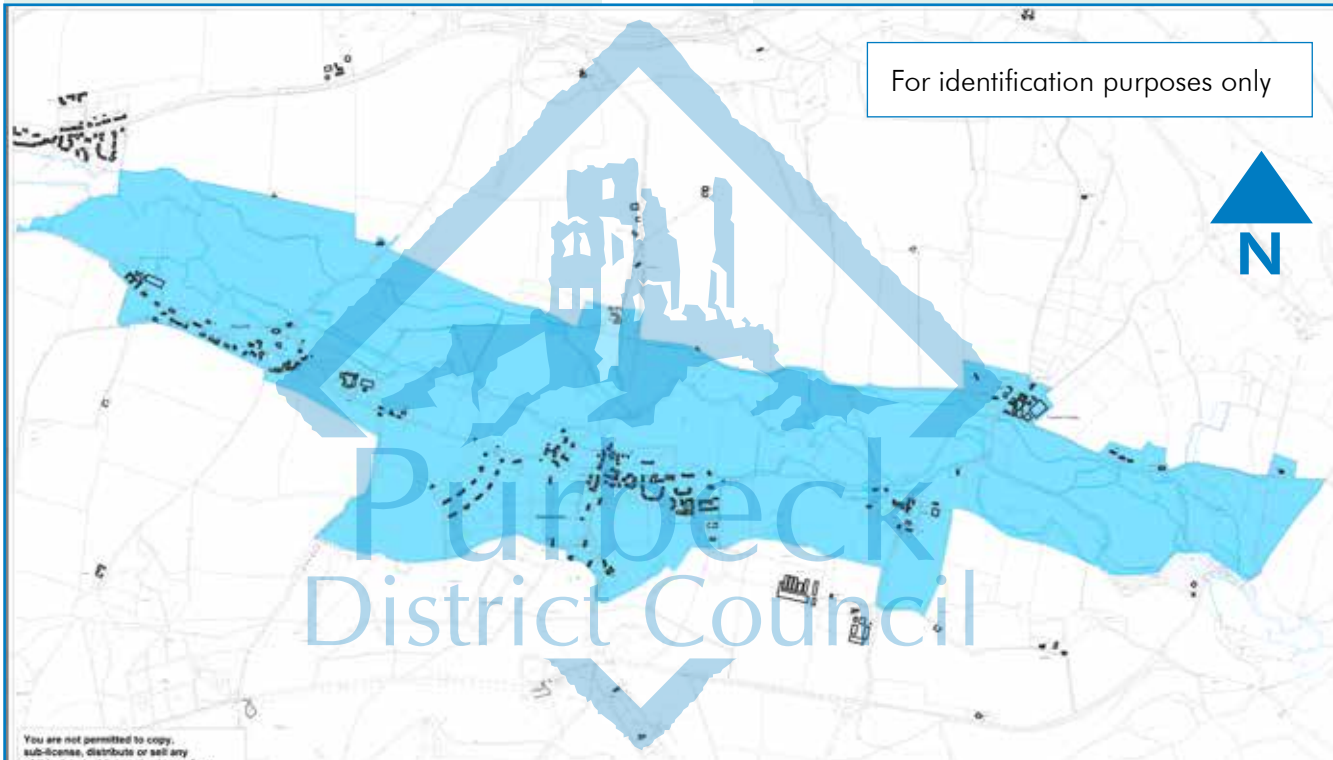 For identification purposes only
N
Purbeck
District Council
You are not permitted to copy,
sub-license, distribute or sell any